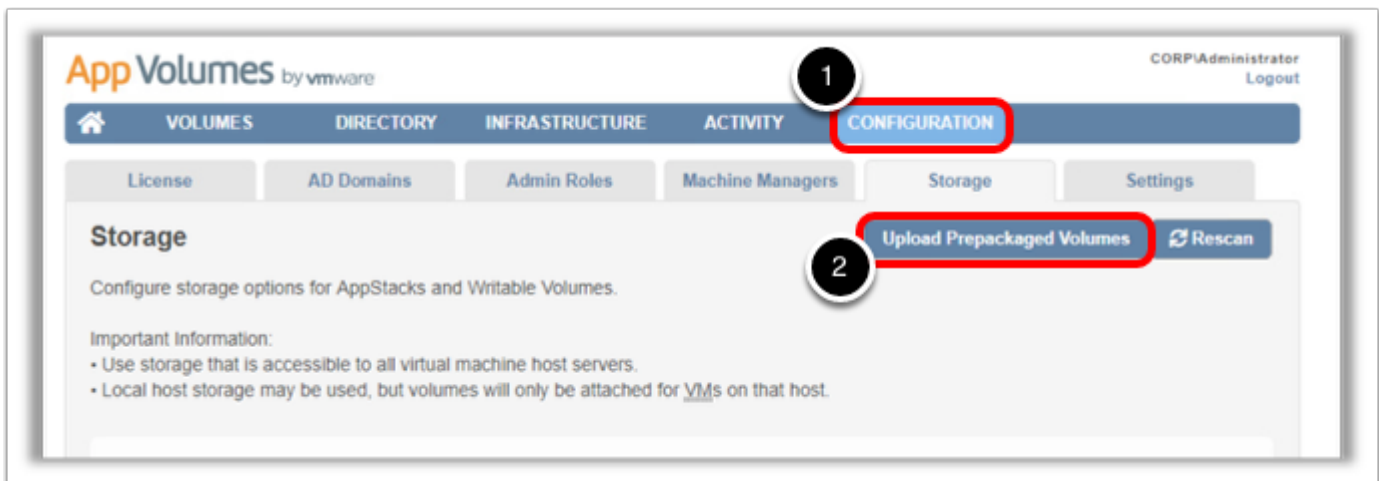 App Volumes by vmware
CORP\Administrator
Logout
1
VOLUMES DIRECTORY INFRASTRUCTURE ACTIVITY CONFIGURATION
License AD Domains Admin Roles Machine Managers Storage Settings
Storage Upload Prepackaged Volumes Rescan
2
Configure storage options for AppStacks and Writable Volumes.
Important Information:
• Use storage that is accessible to all virtual machine host servers.
• Local host storage may be used, but volumes will only be attached for VMs on that host.